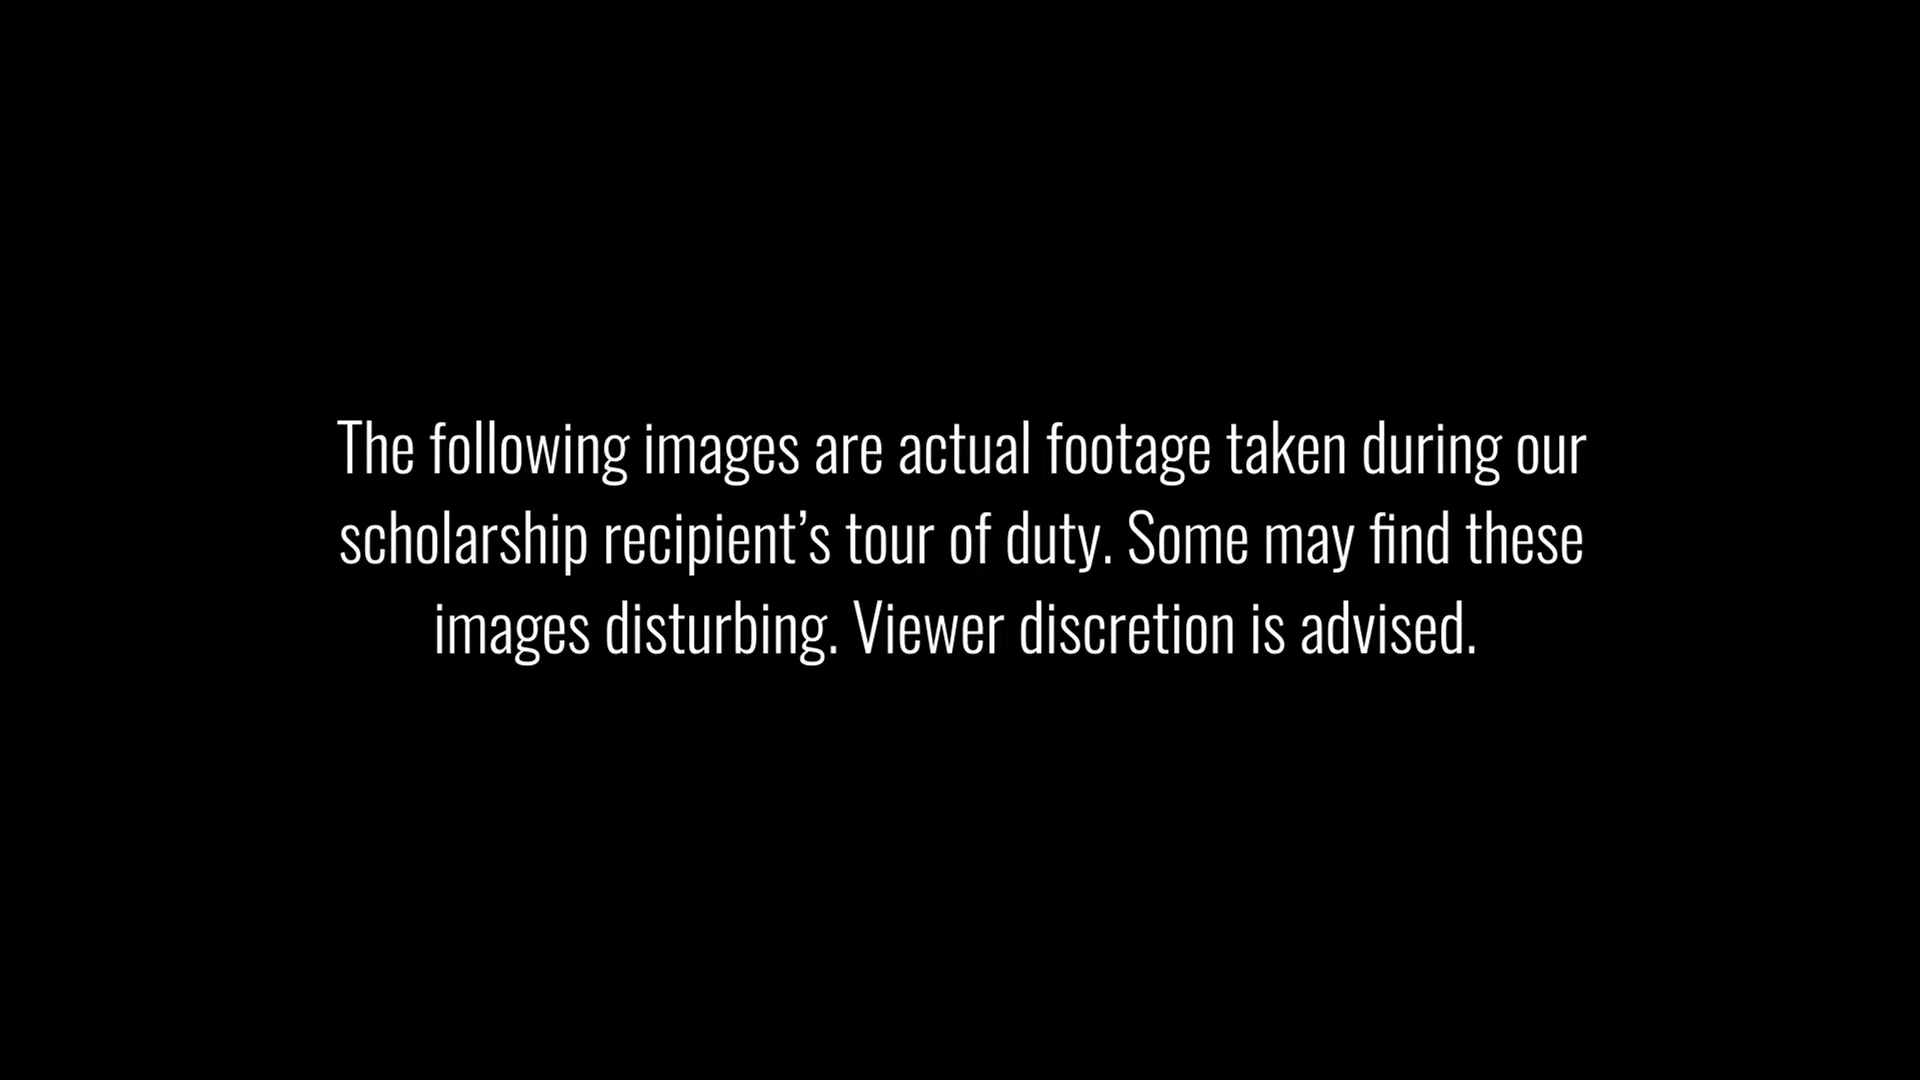 The following images are actual footage taken during our
scholarship recipient’s tour of duty. Some may find these
images disturbing. Viewer discretion is advised.